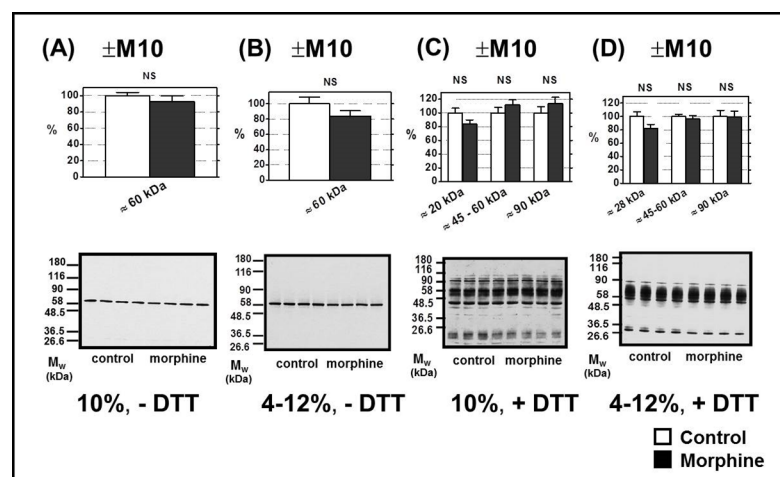 (A) ±M10
NS
100
80
60
40
20
0
%
≈ 60 kDa
180
116
90
58
48.5
36.5
26.6
control morphine
Mw
(kDa)
10%, - DTT
(B) ±M10
NS
100
80
60
40
20
0
%
≈ 60 kDa
180
116
90
58
48.5
36.5
26.6
control morphine
Mw
(kDa)
4-12%, - DTT
(C) ±M10
NS NS NS
120
100
80
60
40
20
0
%
≈ 20 kDa
≈ 45 - 60 kDa
≈ 90 kDa
180
116
90
58
48.5
36.5
26.6
control morphine
Mw
(kDa)
10%, + DTT
(D) ±M10
NS NS NS
120
100
80
60
40
20
0
%
≈ 28 kDa
≈ 45-60 kDa
≈ 90 kDa
180
116
90
58
48.5
36.5
26.6
control morphine
Mw
(kDa)
4-12%, + DTT
Control
Morphine